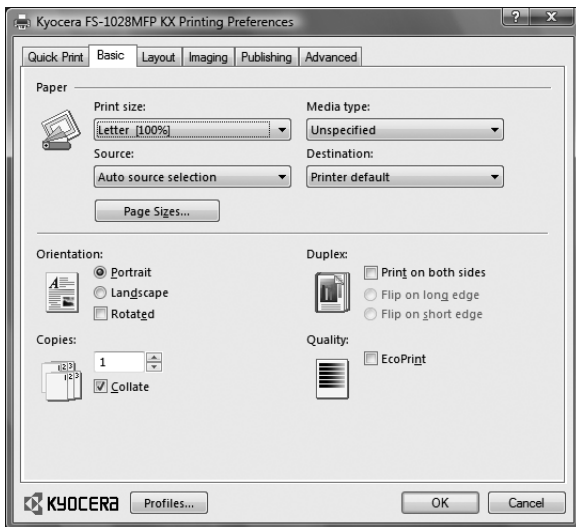 Kyocera FS-1028MFP KX Printing Preferences
? X
Quick Print Basic Layout Imaging Publishing Advanced
Paper
Print size: Media type:
Letter [100%] Unspecified
Source: Destination:
Auto source selection Printer default
Page Sizes...
Orientation: Duplex:
Portrait Print on both sides
Landscape Flip on long edge
Rotated Flip on short edge
Copies: Quality:
1 EcoPrint
Collate
123
123
A
KYOCERA Profiles... OK Cancel